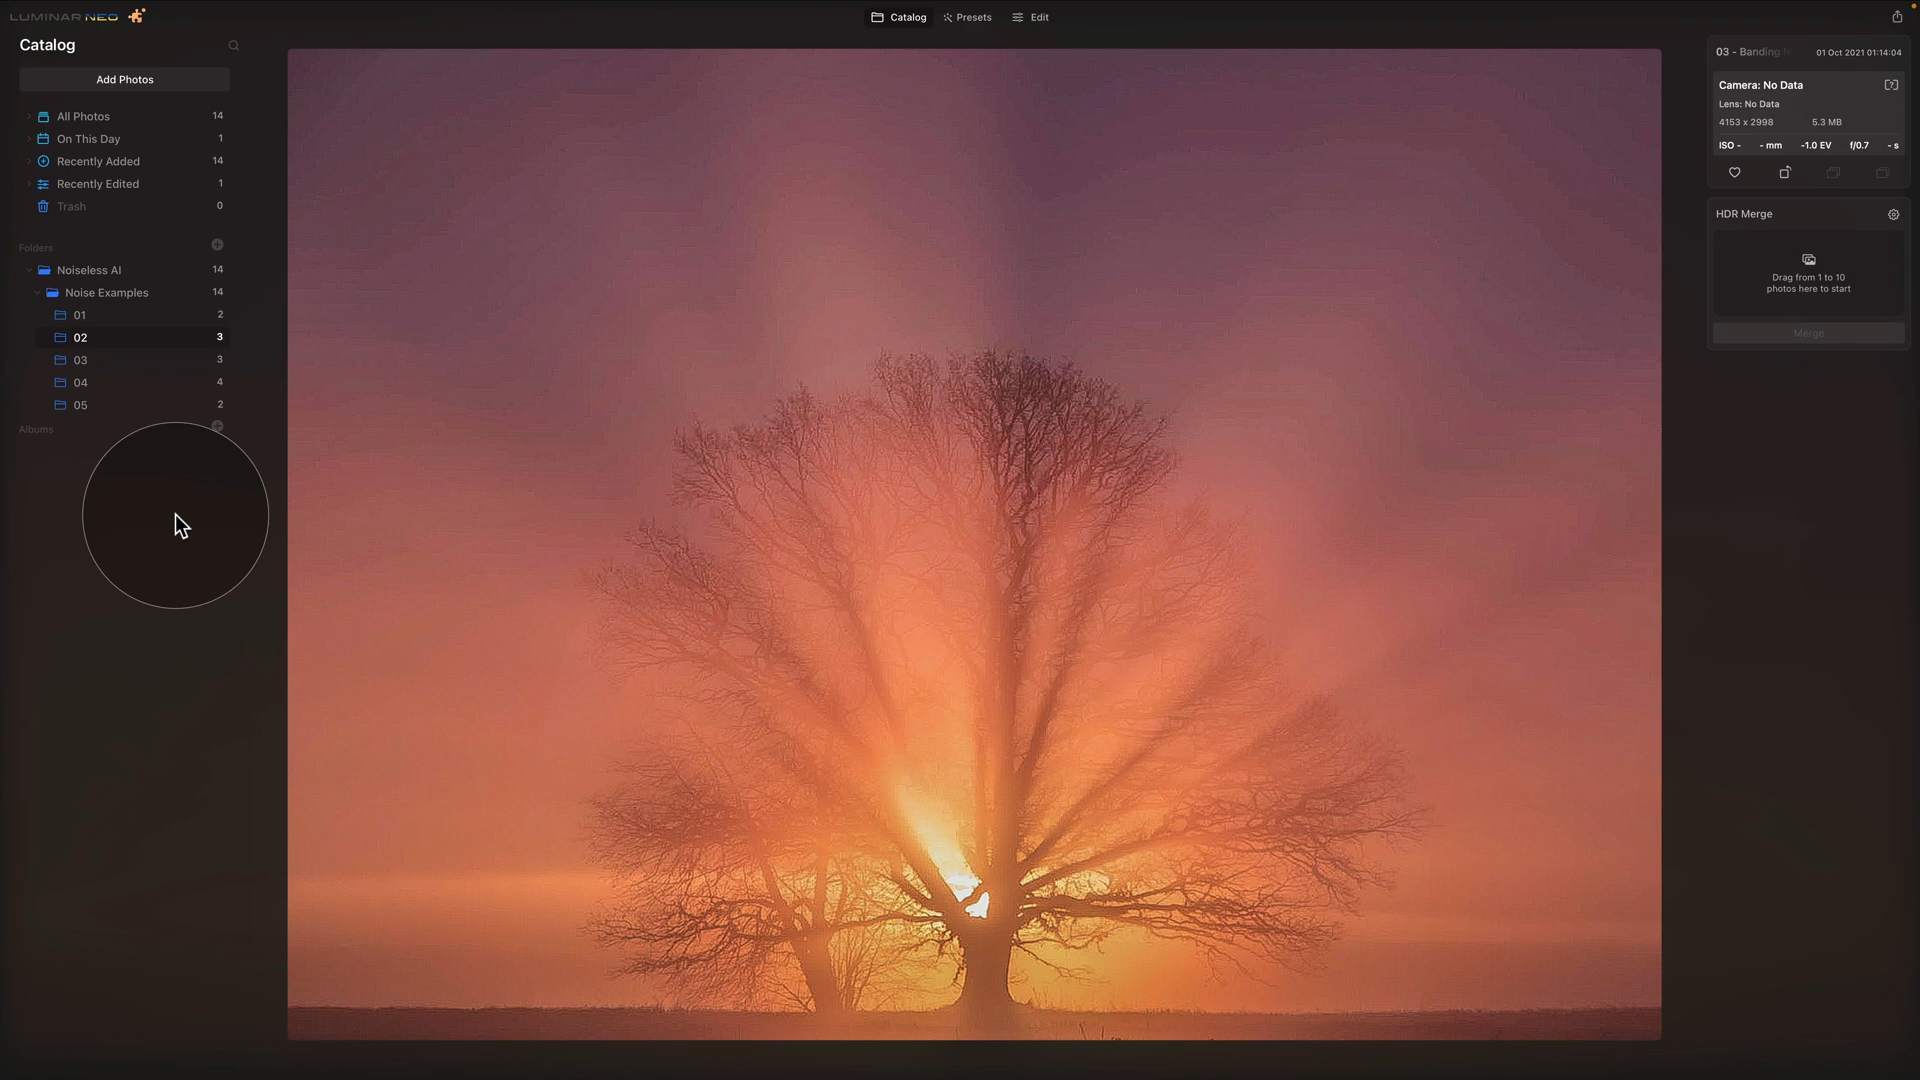 LUMINAR NEO
Catalog
Presets
Edit
Catalog
Add Photos
All Photos 14
On This Day 1
Recently Added 14
Recently Edited 1
Trash 0
Folders
Noiseless AI 14
Noise Examples 14
01 2
02 3
03 3
04 4
05 2
Albums
03 - Banding 01 Oct 2021 01:14:04
Camera: No Data
Lens: No Data
4153 x 2998 5.3 MB
ISO - - mm -1.0 EV f/0.7 - s
HDR Merge
Drag from 1 to 10
photos here to start
Merge